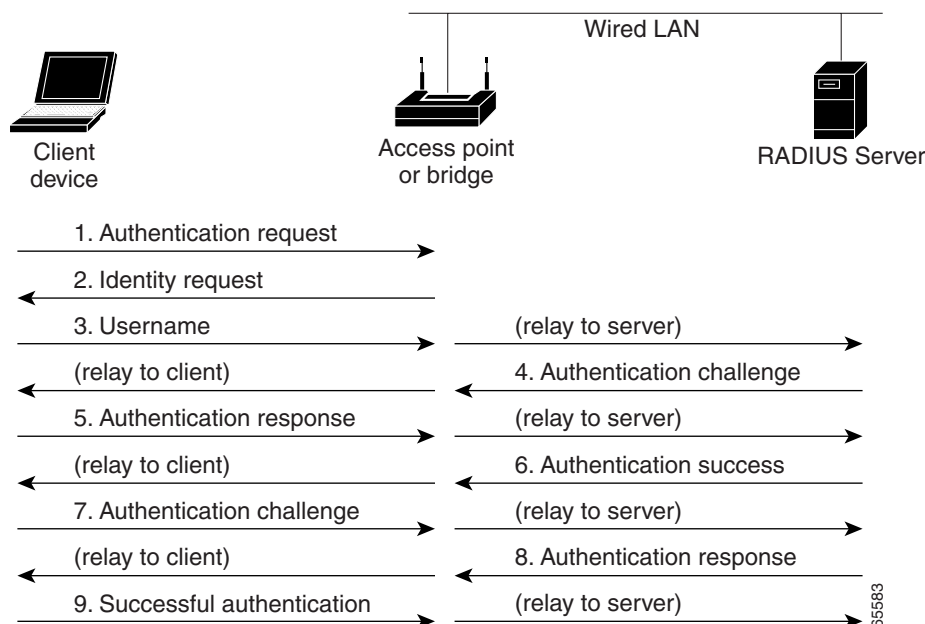 Wired LAN
Client
device
Access point
or bridge
RADIUS Server
1. Authentication request
2. Identity request
3. Username
(relay to server)
(relay to client)
4. Authentication challenge
5. Authentication response
(relay to server)
(relay to client)
6. Authentication success
7. Authentication challenge
(relay to server)
(relay to client)
8. Authentication response
9. Successful authentication
(relay to server)
65583